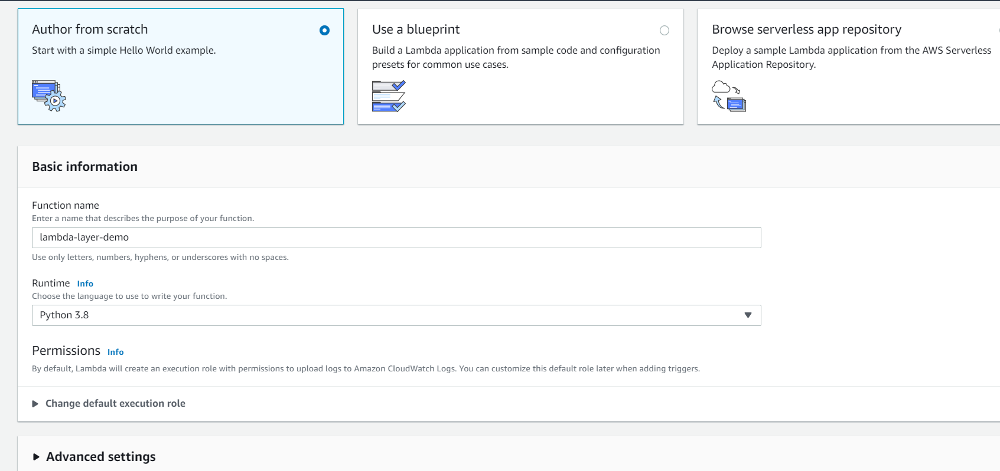 Author from scratch
Start with a simple Hello World example.
Use a blueprint
Build a Lambda application from sample code and configuration
presets for common use cases.
Browse serverless app repository
Deploy a sample Lambda application from the AWS Serverless
Application Repository.
Basic information
Function name
Enter a name that describes the purpose of your function.
lambda-layer-demo
Use only letters, numbers, hyphens, or underscores with no spaces.
Runtime Info
Choose the language to use to write your function.
Python 3.8
Permissions Info
By default, Lambda will create an execution role with permissions to upload logs to Amazon CloudWatch Logs. You can customize this default role later when adding triggers.
Change default execution role
Advanced settings